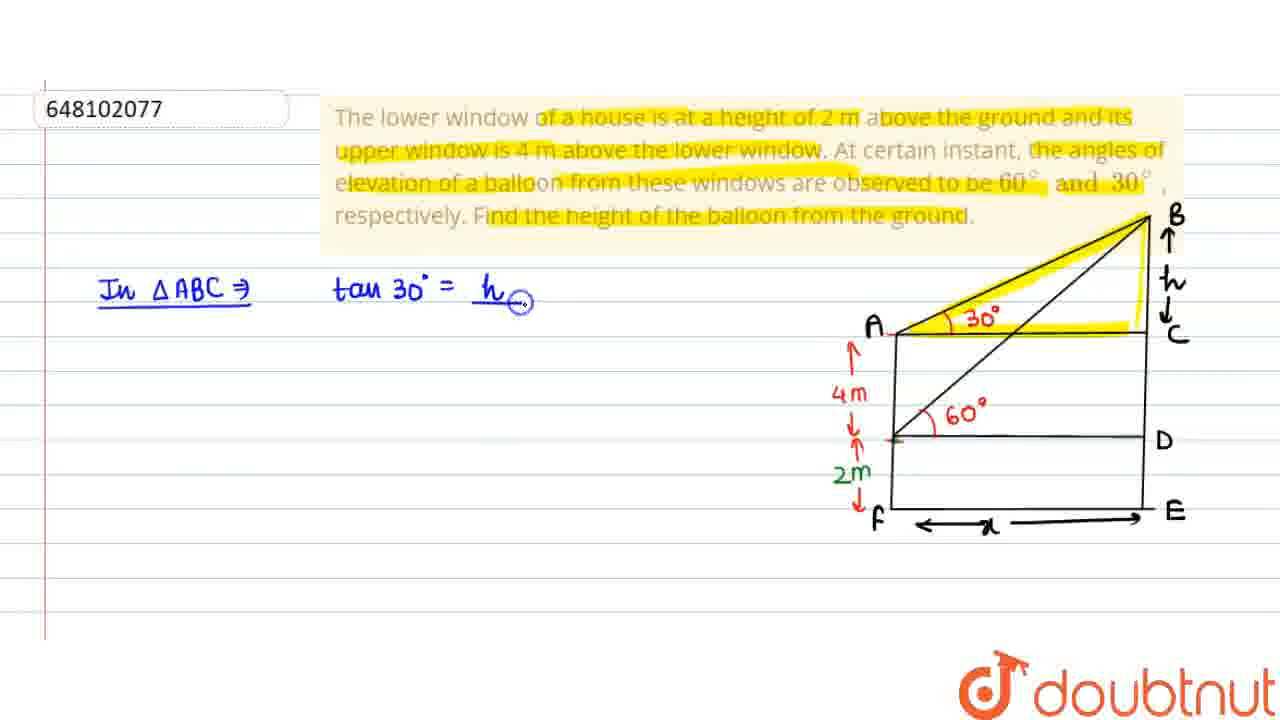 648102077
The lower window of a house is at a height of 2 m above the ground and its
upper window is 4 m above the lower window. At certain instant, the angles of
elevation of a balloon from these windows are observed to be 60° and 30° ,
respectively. Find the height of the balloon from the ground.
In △ABC ⇒ tan 30° = h
B
h
A 30° C
4m
60°
D
2m
F x E
doubtnut